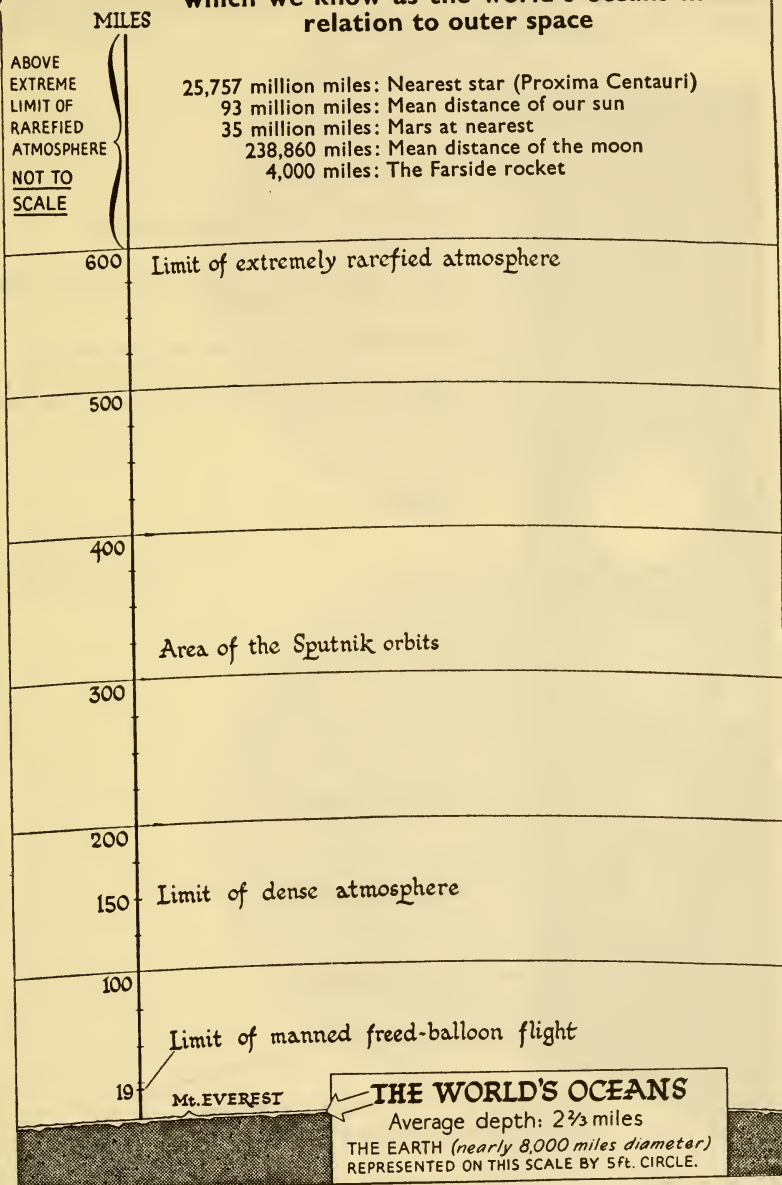 relation to outer space
MILES
ABOVE
EXTREME
LIMIT OF
RAREFIED
ATMOSPHERE
NOT TO
SCALE
25,757 million miles: Nearest star (Proxima Centauri)
93 million miles: Mean distance of our sun
35 million miles: Mars at nearest
238,860 miles: Mean distance of the moon
4,000 miles: The Farside rocket
600 Limit of extremely rarefied atmosphere
500
400
Area of the Sputnik orbits
300
200
150 Limit of dense atmosphere
100
Limit of manned freed-balloon flight
19
Mt. EVEREST
THE WORLD'S OCEANS
Average depth: 2⅔ miles
THE EARTH (nearly 8,000 miles diameter)
REPRESENTED ON THIS SCALE BY 5ft. CIRCLE.